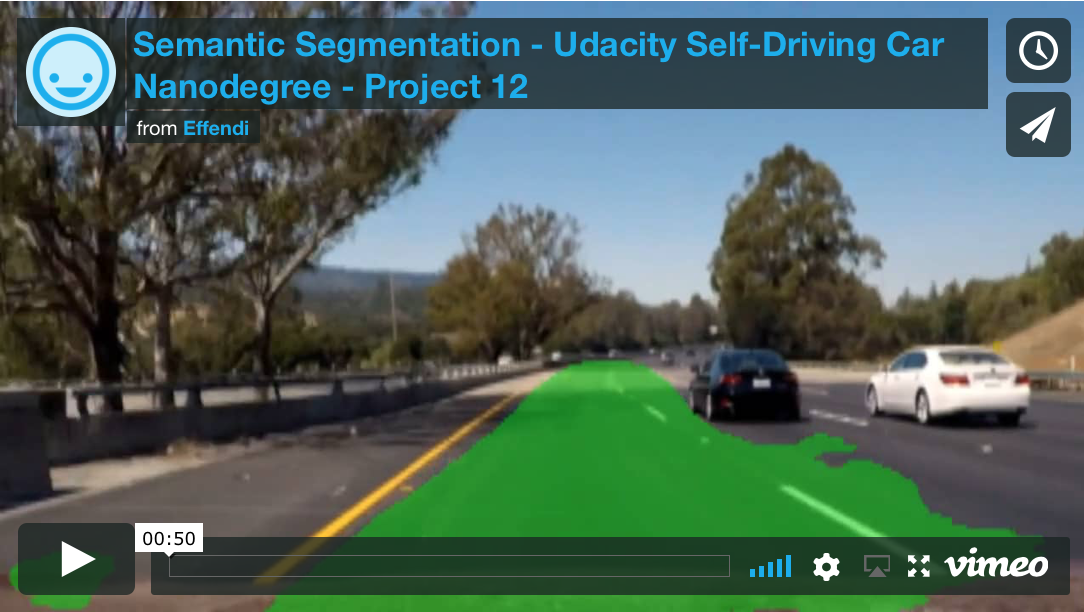 Semantic Segmentation - Udacity Self-Driving Car
Nanodegree - Project 12
from Effendi
00:50
vimeo